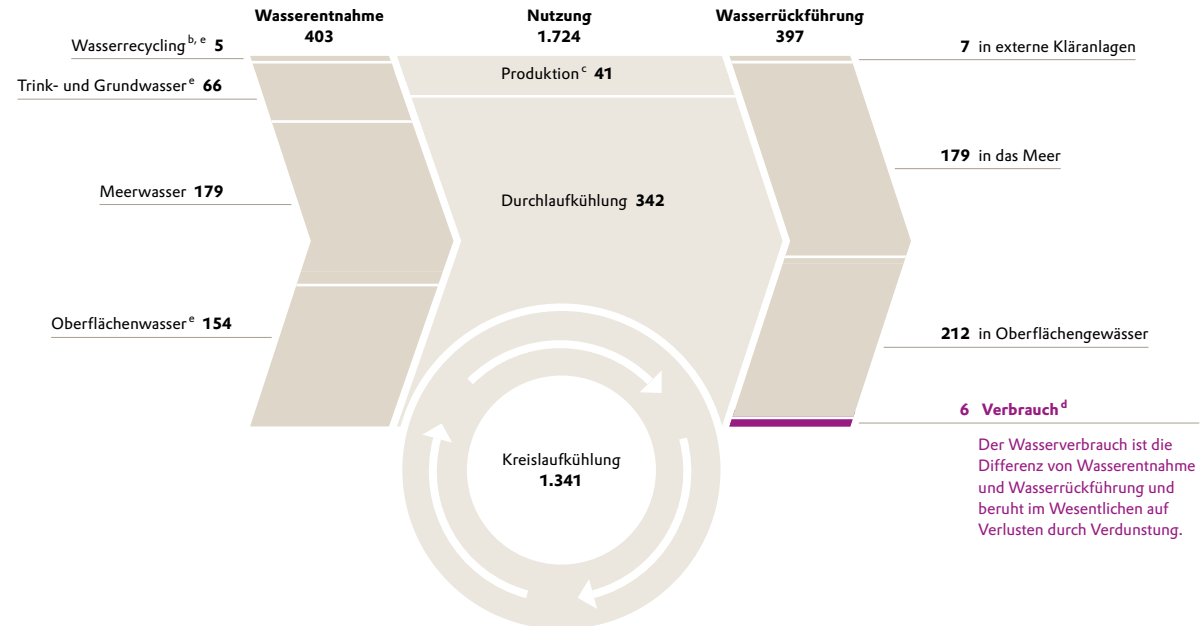 Wasserentnahme
403
Nutzung
1.724
Wasserrückführung
397
Wasserrecycling b, e 5
Trink- und Grundwasser e 66
Meerwasser 179
Oberflächenwasser e 154
Produktion c 41
Durchlaufkühlung 342
Kreislaufkühlung
1.341
7 in externe Kläranlagen
179 in das Meer
212 in Oberflächengewässer
6 Verbrauch d
Der Wasserverbrauch ist die
Differenz von Wasserentnahme
und Wasserrückführung und
beruht im Wesentlichen auf
Verlusten durch Verdunstung.